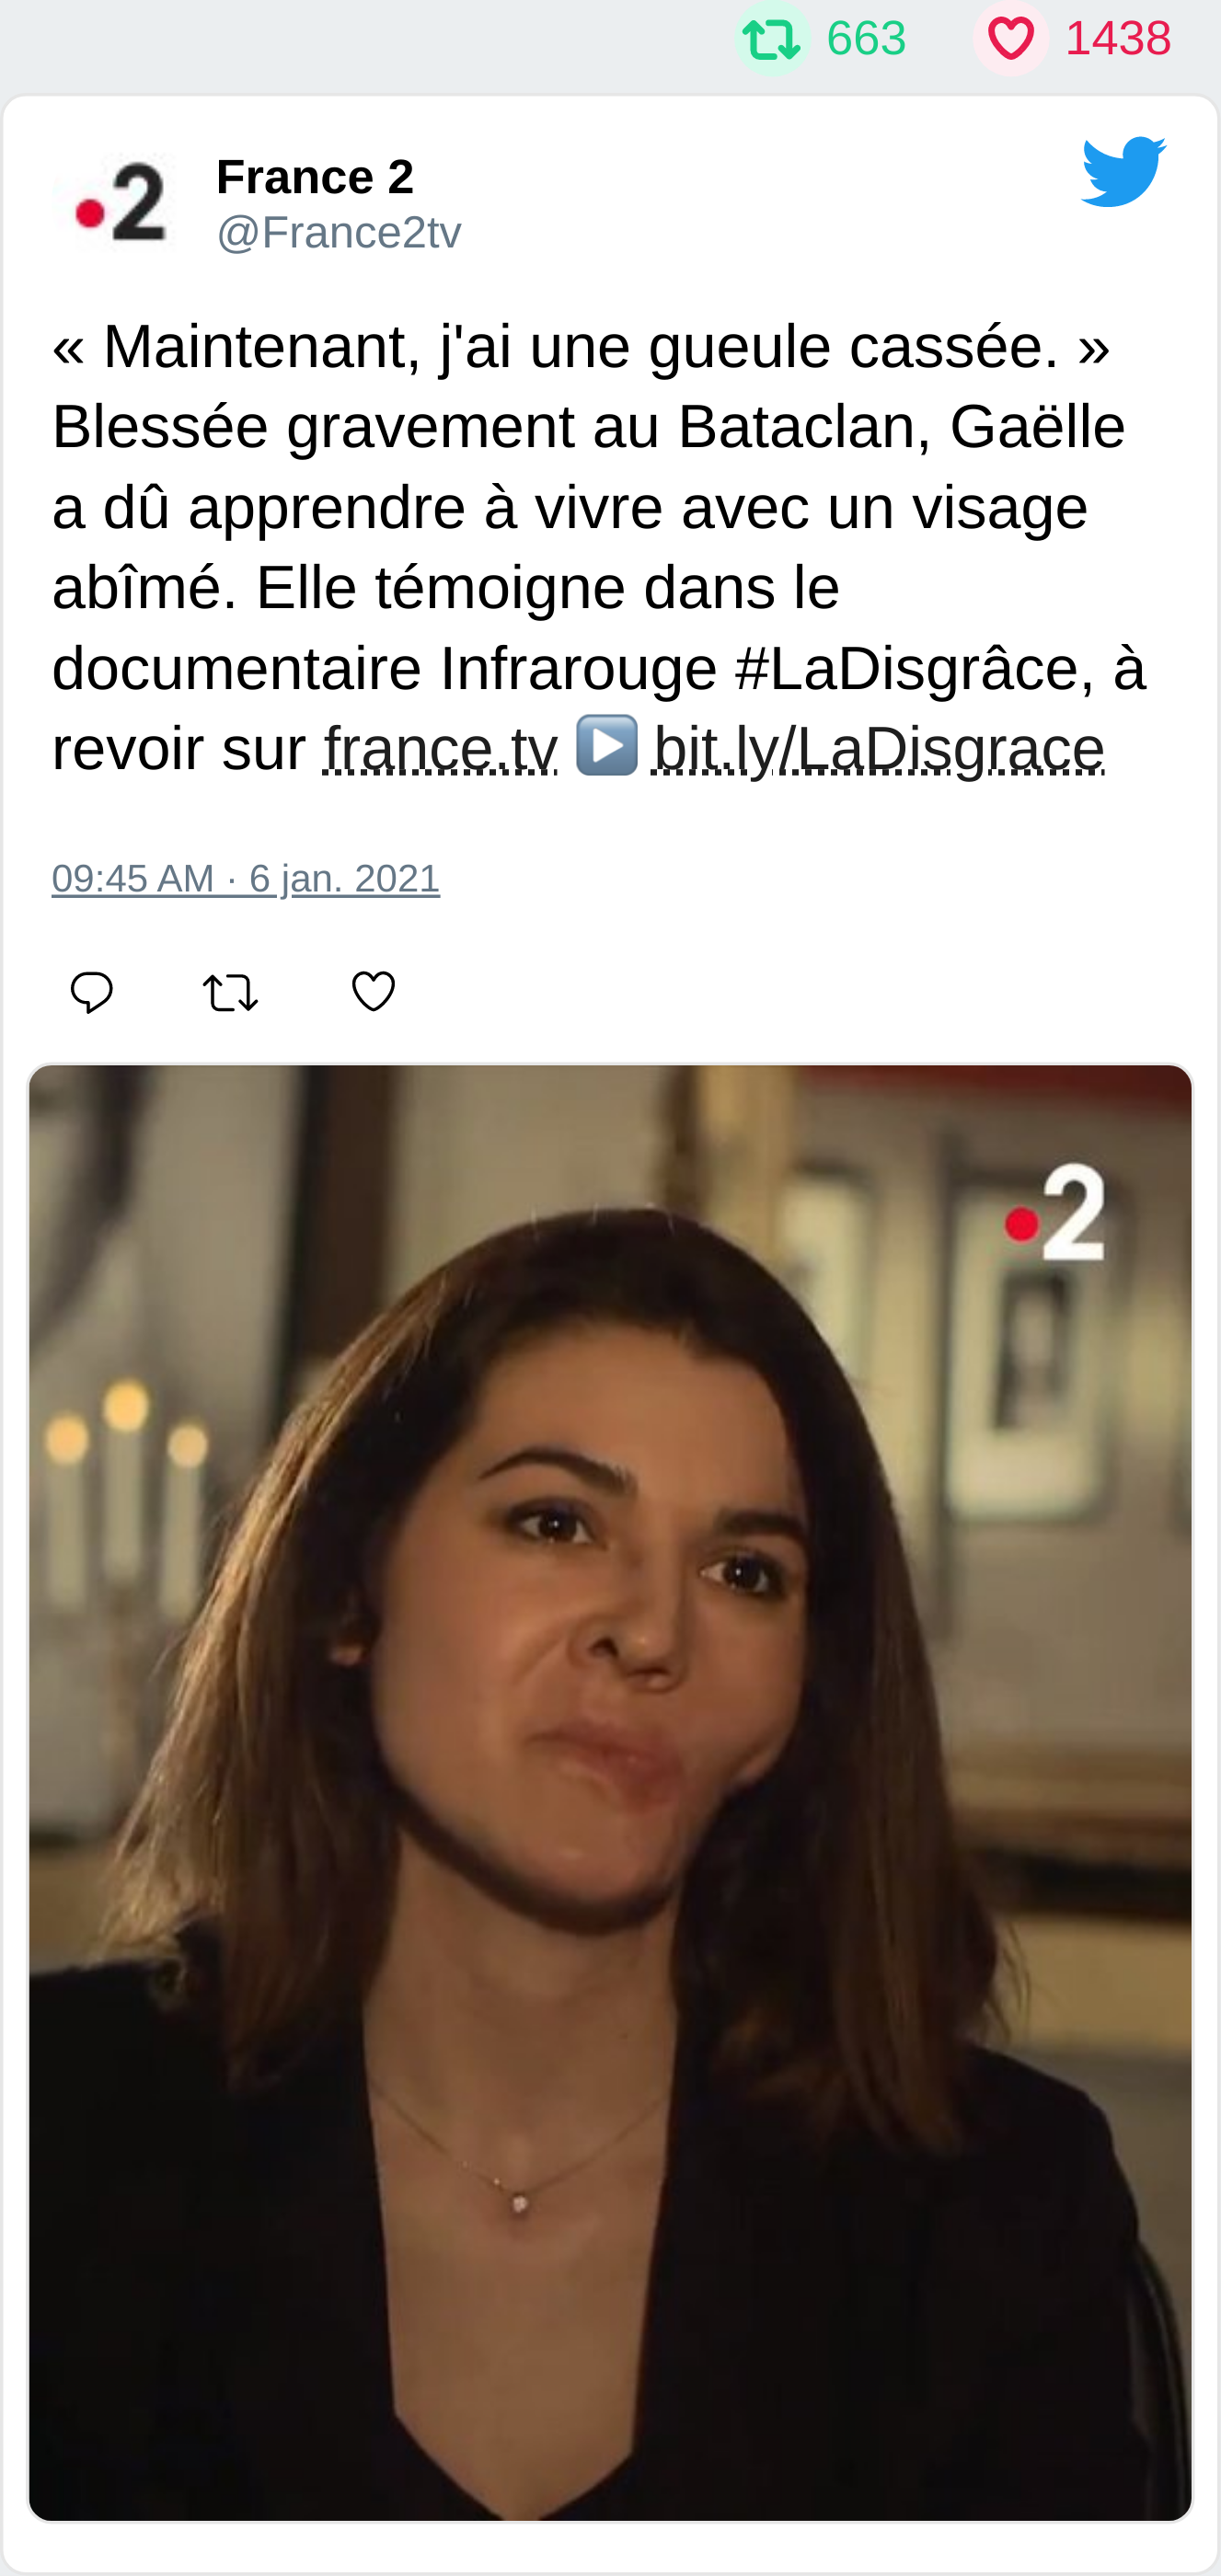 663 1438
2 France 2
@France2tv
« Maintenant, j'ai une gueule cassée. »
Blessée gravement au Bataclan, Gaëlle
a dû apprendre à vivre avec un visage
abîmé. Elle témoigne dans le
documentaire Infrarouge #LaDisgrâce, à
revoir sur france.tv ▶️ bit.ly/LaDisgrace
09:45 AM · 6 jan. 2021
2